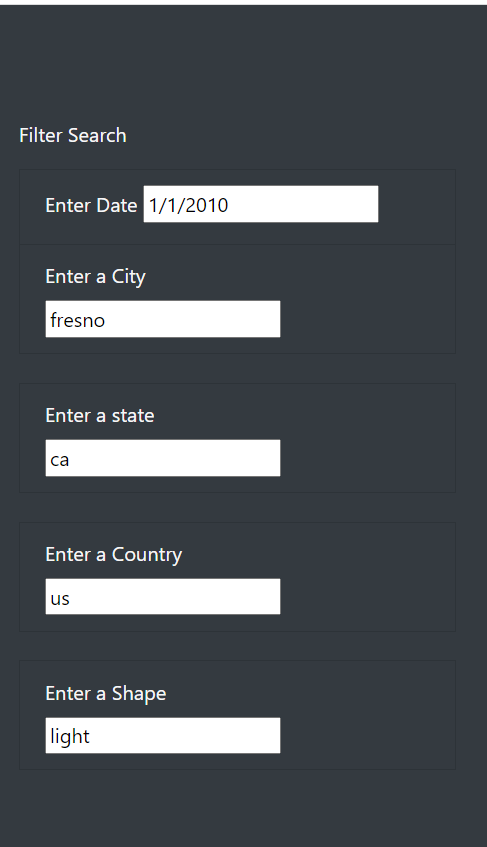 Filter Search
Enter Date 1/1/2010
Enter a City
fresno
Enter a state
ca
Enter a Country
us
Enter a Shape
light